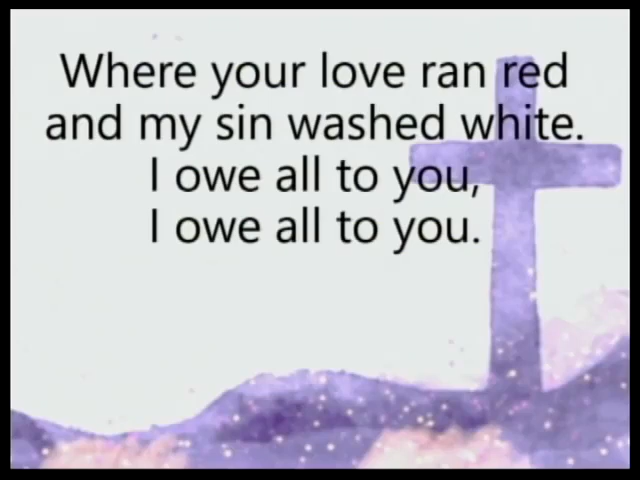 Where your love ran red
and my sin washed white.
I owe all to you,
I owe all to you.